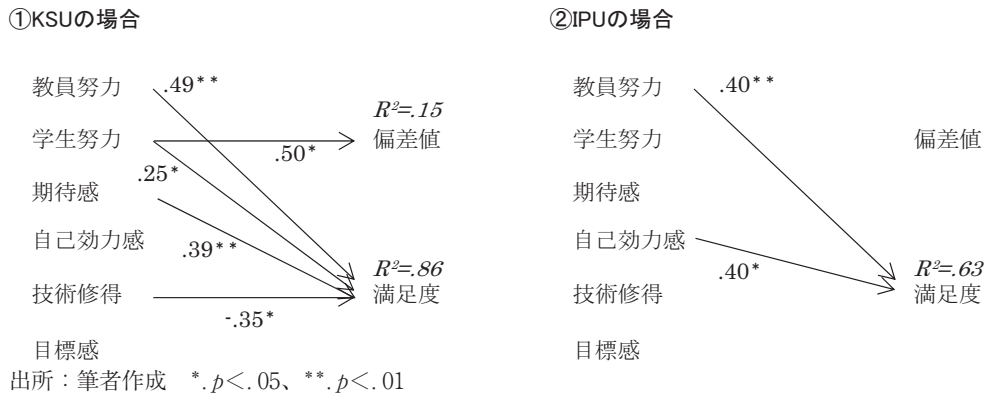 ①KSUの場合
教員努力
学生努力
期待感
自己効力感
技術修得
目標感
.49**
.50*
.25*
.39**
-.35*
R²=.15
偏差値
R²=.86
満足度
②IPUの場合
教員努力
学生努力
期待感
自己効力感
技術修得
目標感
.40**
.40*
偏差値
R²=.63
満足度
出所：筆者作成 *.p<.05、**.p<.01